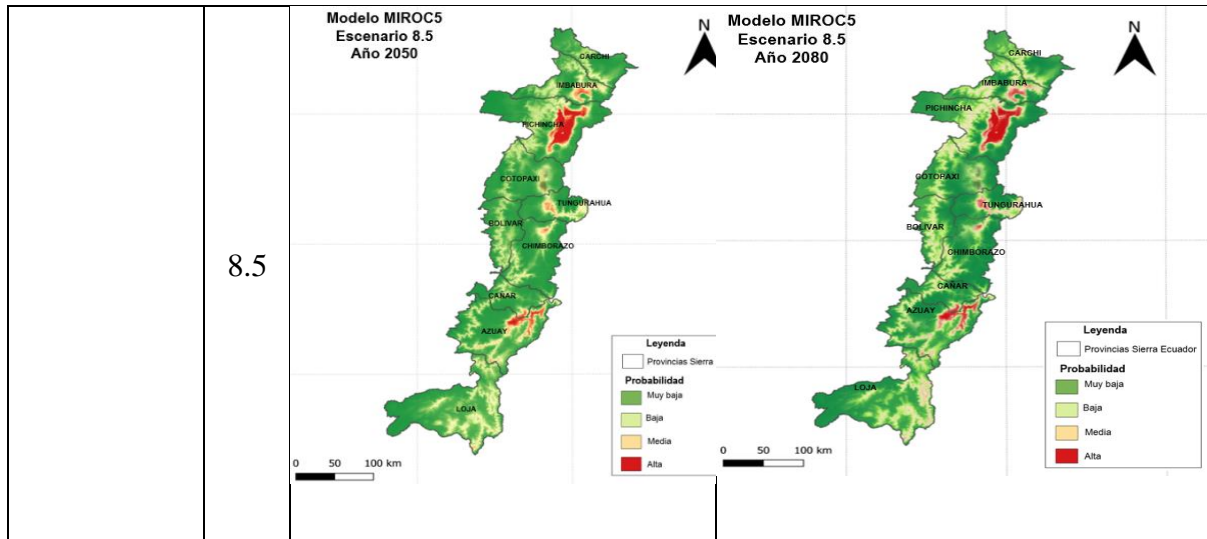 8.5
Modelo MIROC5
Escenario 8.5
Año 2050
N
CARCHI
IMBABURA
PICHINCHA
COTOPAXI
TUNGURAHUA
BOLIVAR
CHIMBORAZO
CAÑAR
AZUAY
LOJA
Leyenda
Provincias Sierra
Probabilidad
Muy baja
Baja
Media
Alta
0 50 100 km
Modelo MIROC5
Escenario 8.5
Año 2080
N
CARCHI
IMBABURA
PICHINCHA
COTOPAXI
TUNGURAHUA
BOLIVAR
CHIMBORAZO
CAÑAR
AZUAY
LOJA
Leyenda
Provincias Sierra Ecuador
Probabilidad
Muy baja
Baja
Media
Alta
0 50 100 km